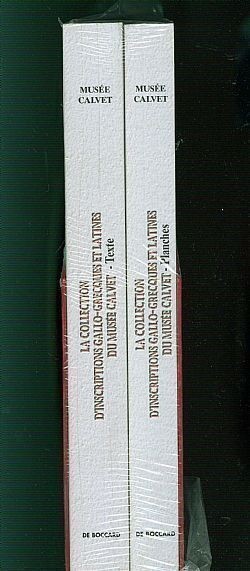 MUSÉE
CALVET
LA COLLECTION
D'INSCRIPTIONS GALLO-GRECQUES ET LATINES
DU MUSÉE CALVET - Texte
DE BOCCARD
MUSÉE
CALVET
LA COLLECTION
D'INSCRIPTIONS GALLO-GRECQUES ET LATINES
DU MUSÉE CALVET - Planches
DE BOCCARD